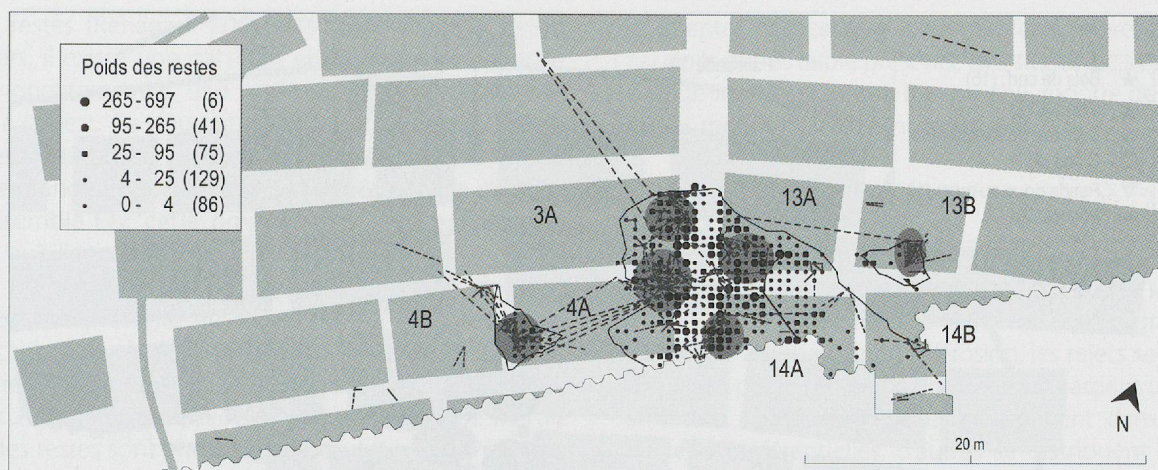 Poids des restes
265 - 697 (6)
95 - 265 (41)
25 - 95 (75)
4 - 25 (129)
0 - 4 (86)
3A
13A
13B
4B
4A
14A
14B
N
20 m